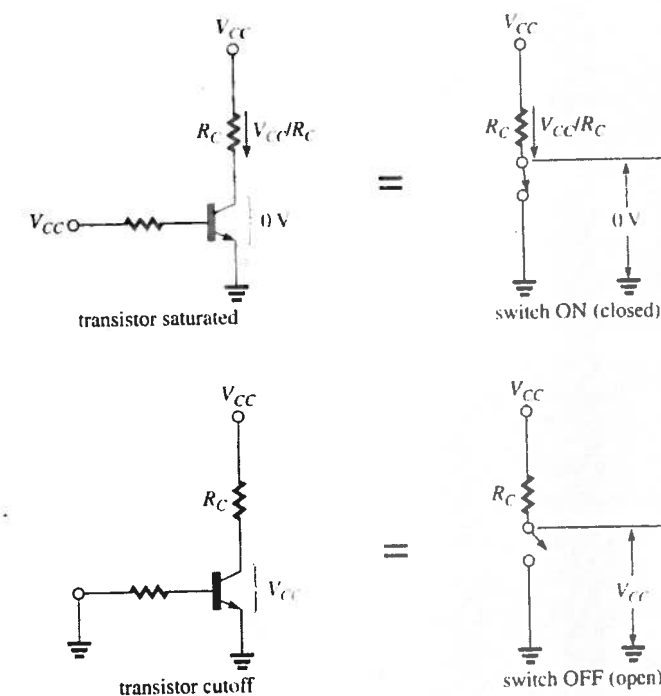 V_CC
R_C
V_CC/R_C
V_CC
0 V
transistor saturated
=
V_CC
R_C
V_CC/R_C
0 V
switch ON (closed)
V_CC
R_C
V_CC
transistor cutoff
=
V_CC
R_C
V_CC
switch OFF (open)